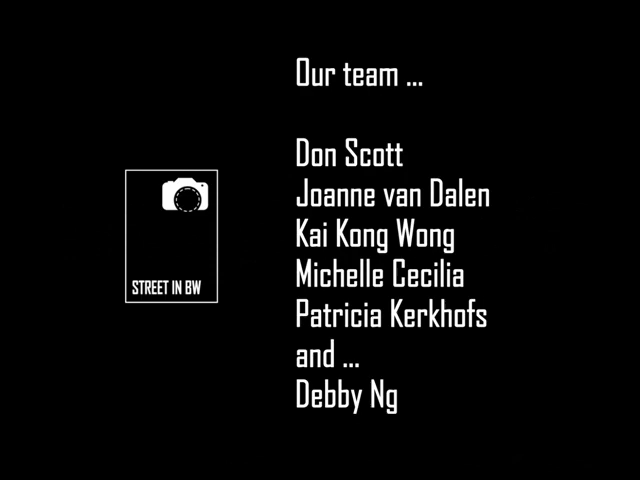 Our team ...
Don Scott
Joanne van Dalen
Kai Kong Wong
Michelle Cecilia
Patricia Kerkhofs
and ...
Debby Ng
STREET IN BW